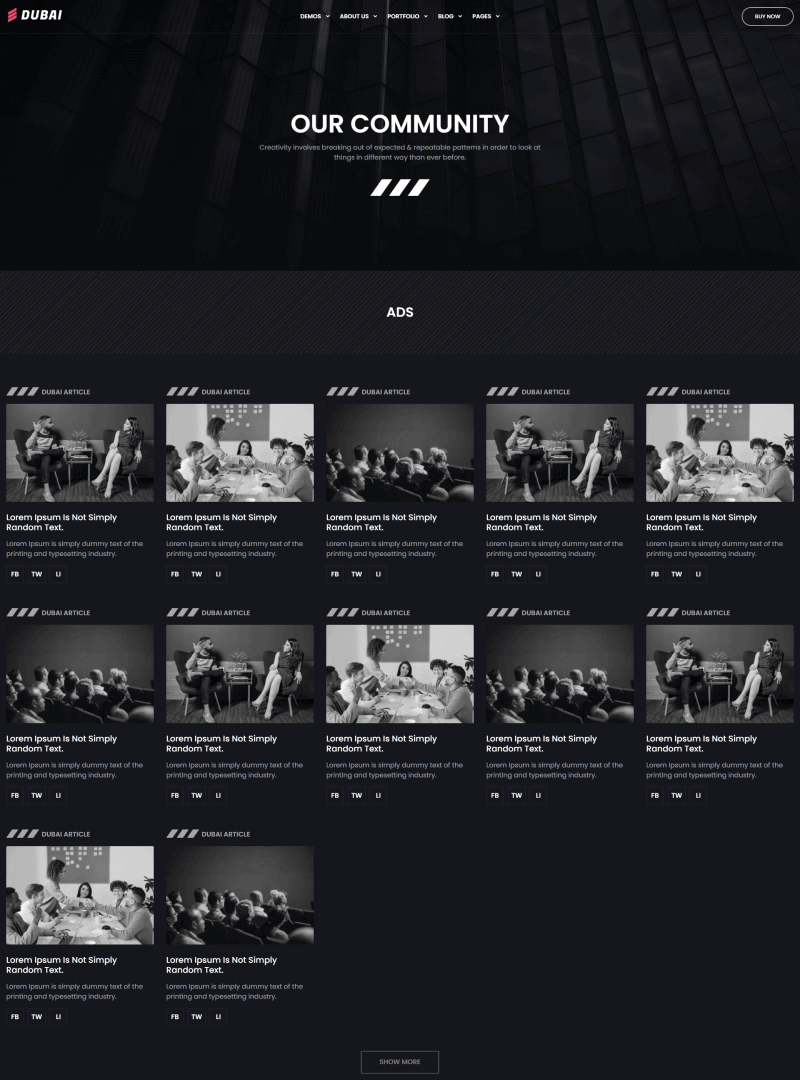 DUBAI
DEMOS ABOUT US PORTFOLIO BLOG PAGES
BUY NOW
OUR COMMUNITY
Creativity involves breaking out of expected & repeatable patterns in order to look at
things in different way than ever before.
ADS
DUBAI ARTICLE DUBAI ARTICLE DUBAI ARTICLE DUBAI ARTICLE DUBAI ARTICLE
Lorem Ipsum Is Not Simply Lorem Ipsum Is Not Simply Lorem Ipsum Is Not Simply Lorem Ipsum Is Not Simply Lorem Ipsum Is Not Simply
Random Text. Random Text. Random Text. Random Text. Random Text.
Lorem Ipsum is simply dummy text of the Lorem Ipsum is simply dummy text of the Lorem Ipsum is simply dummy text of the Lorem Ipsum is simply dummy text of the Lorem Ipsum is simply dummy text of the
printing and typesetting industry. printing and typesetting industry. printing and typesetting industry. printing and typesetting industry. printing and typesetting industry.
FB TW LI FB TW LI FB TW LI FB TW LI FB TW LI
DUBAI ARTICLE DUBAI ARTICLE DUBAI ARTICLE DUBAI ARTICLE DUBAI ARTICLE
Lorem Ipsum Is Not Simply Lorem Ipsum Is Not Simply Lorem Ipsum Is Not Simply Lorem Ipsum Is Not Simply Lorem Ipsum Is Not Simply
Random Text. Random Text. Random Text. Random Text. Random Text.
Lorem Ipsum is simply dummy text of the Lorem Ipsum is simply dummy text of the Lorem Ipsum is simply dummy text of the Lorem Ipsum is simply dummy text of the Lorem Ipsum is simply dummy text of the
printing and typesetting industry. printing and typesetting industry. printing and typesetting industry. printing and typesetting industry. printing and typesetting industry.
FB TW LI FB TW LI FB TW LI FB TW LI FB TW LI
DUBAI ARTICLE DUBAI ARTICLE
Lorem Ipsum Is Not Simply Lorem Ipsum Is Not Simply
Random Text. Random Text.
Lorem Ipsum is simply dummy text of the Lorem Ipsum is simply dummy text of the
printing and typesetting industry. printing and typesetting industry.
FB TW LI FB TW LI
SHOW MORE